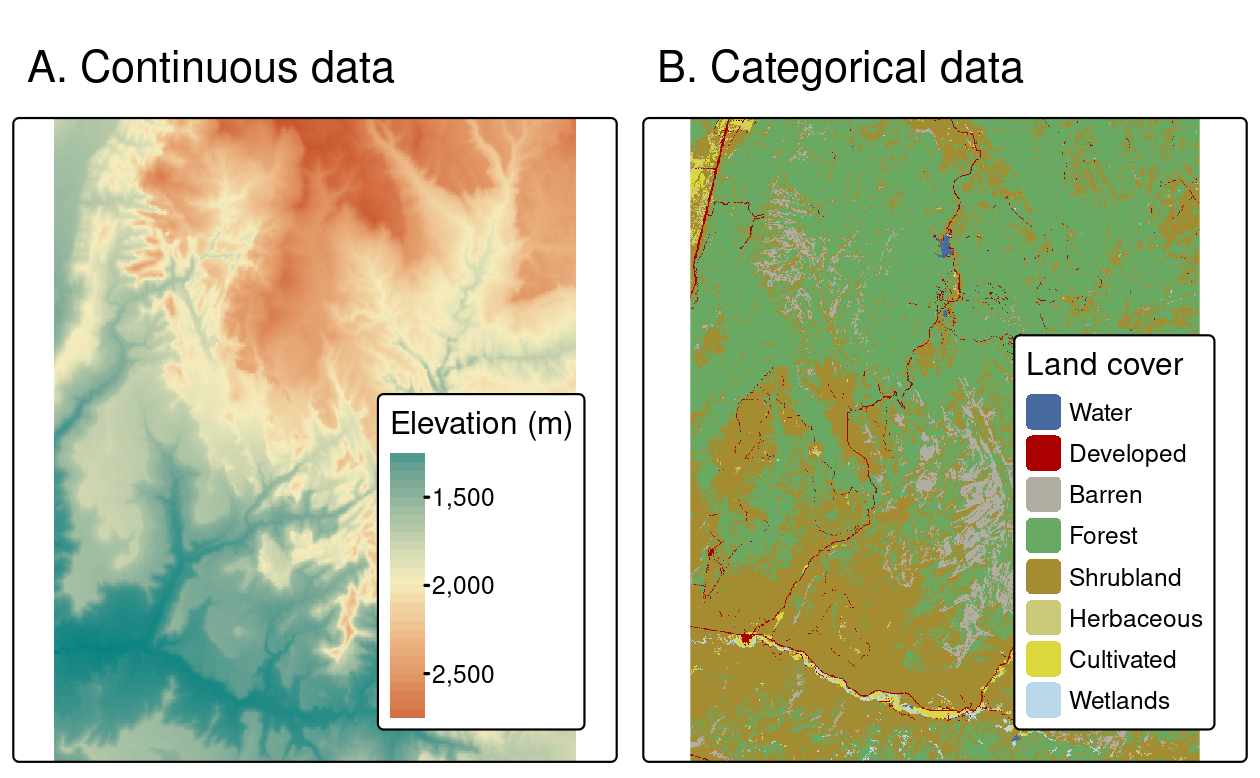 A. Continuous data
Elevation (m)
1,500
2,000
2,500
B. Categorical data
Land cover
Water
Developed
Barren
Forest
Shrubland
Herbaceous
Cultivated
Wetlands